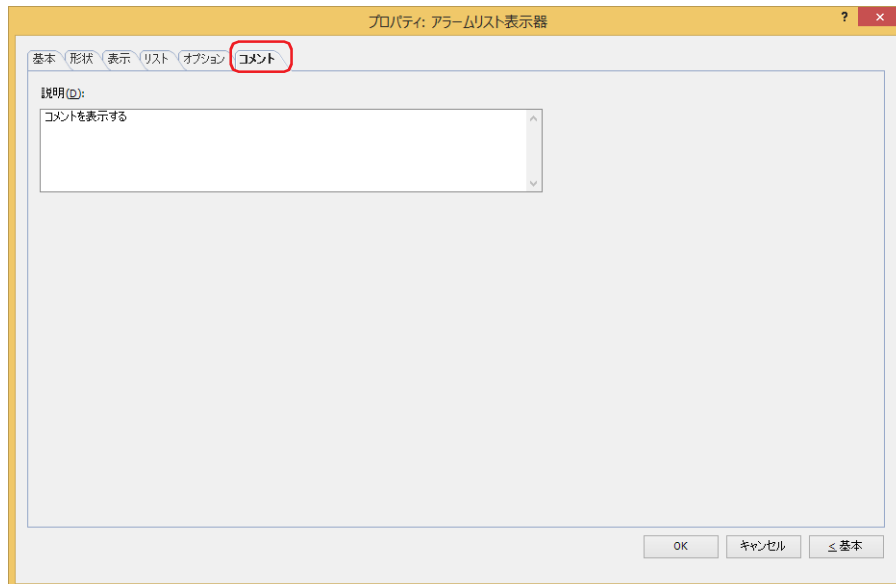 プロパティ: アラームリスト表示器
? ×
基本 形状 表示 リスト オプション コメント
説明(D):
コメントを表示する
OK キャンセル ≤ 基本